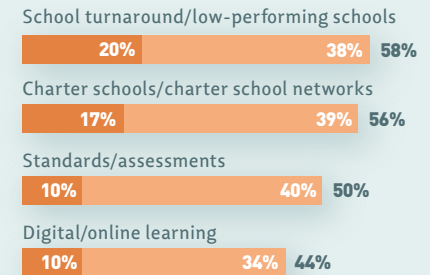 School turnaround/low-performing schools
20% 38% 58%
Charter schools/charter school networks
17% 39% 56%
Standards/assessments
10% 40% 50%
Digital/online learning
10% 34% 44%